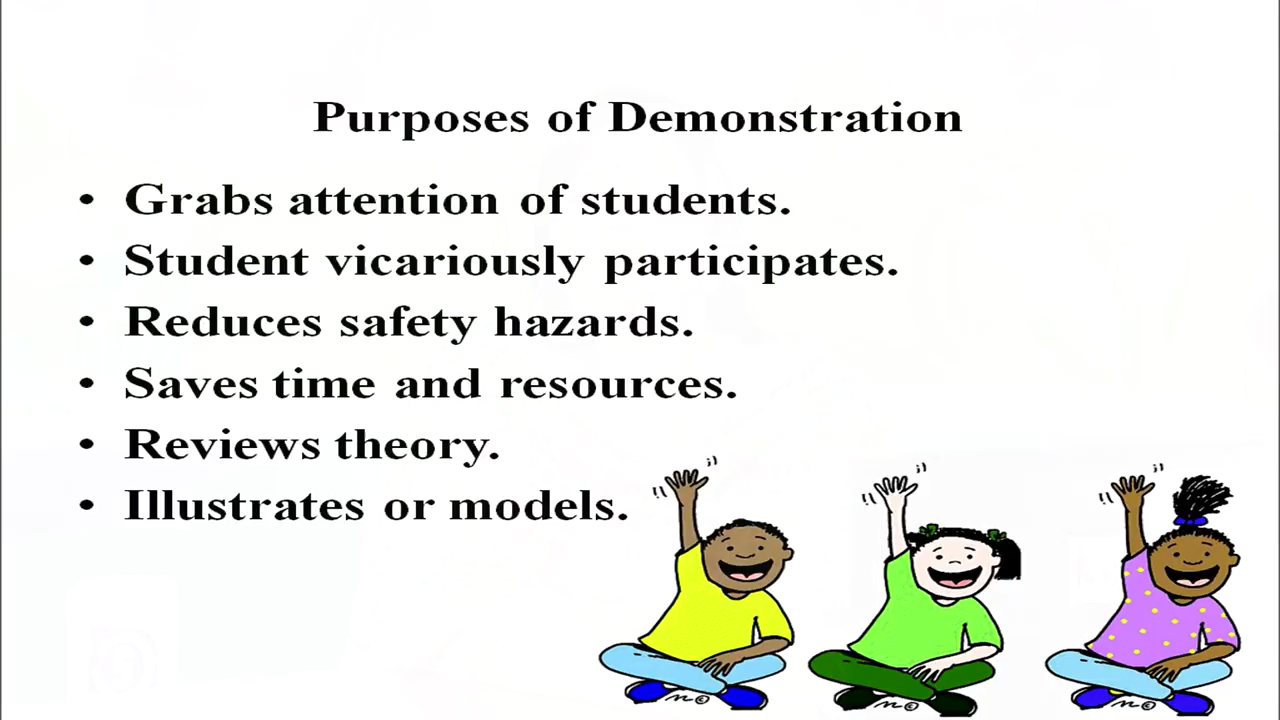 Purposes of Demonstration
• Grabs attention of students.
• Student vicariously participates.
• Reduces safety hazards.
• Saves time and resources.
• Reviews theory.
• Illustrates or models.